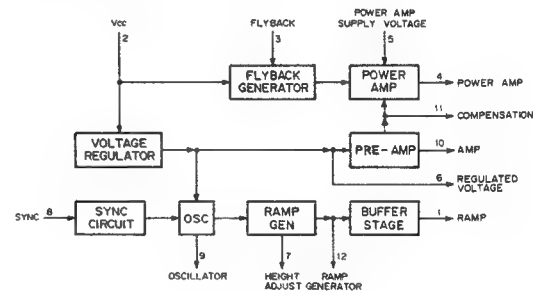 Vcc
2
FLYBACK
3
POWER AMP
SUPPLY VOLTAGE
5
FLYBACK
GENERATOR
POWER
AMP
4
POWER AMP
11
COMPENSATION
VOLTAGE
REGULATOR
PRE-AMP
10
AMP
6
REGULATED
VOLTAGE
SYNC
8
SYNC
CIRCUIT
OSC
RAMP
GEN
BUFFER
STAGE
1
RAMP
9
OSCILLATOR
7
HEIGHT
ADJUST
12
RAMP
GENERATOR